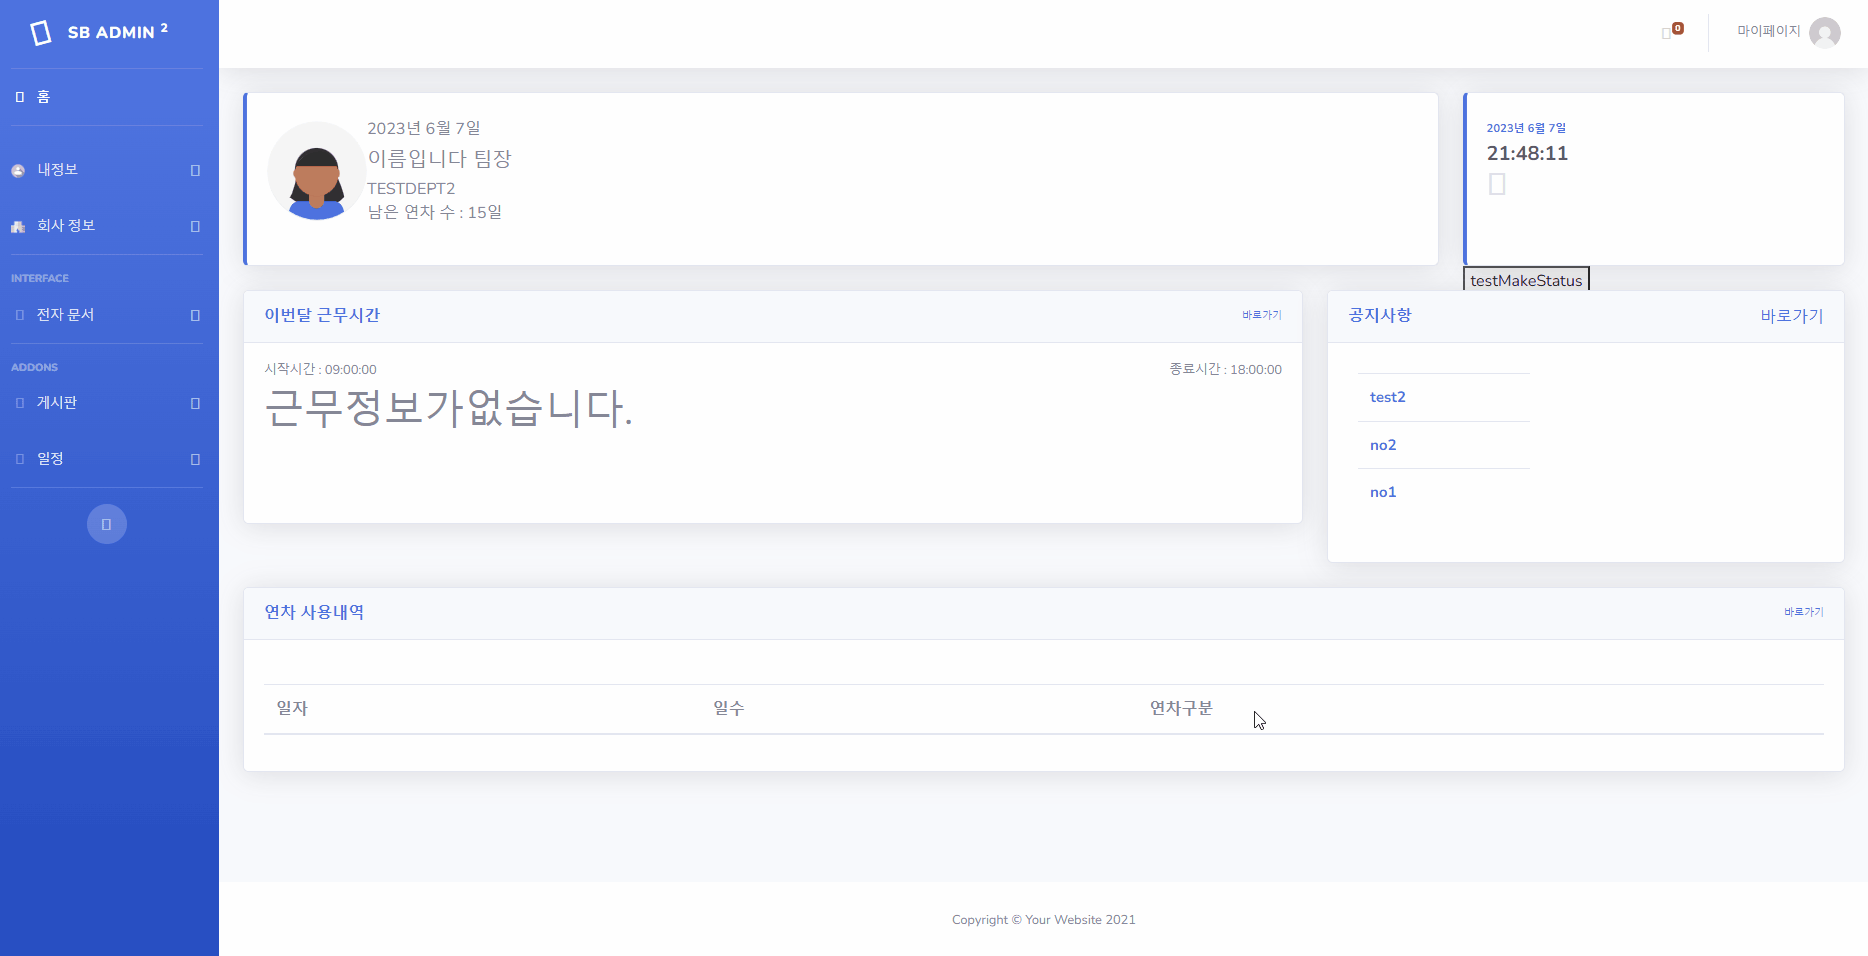 SB ADMIN 2
0
마이페이지
홈
내정보
회사 정보
INTERFACE
전자 문서
ADDONS
게시판
일정
2023년 6월 7일
이름입니다 팀장
TESTDEPT2
남은 연차 수 : 15일
2023년 6월 7일
21:48:11
testMakeStatus
이번달 근무시간
바로가기
시작시간 : 09:00:00
종료시간 : 18:00:00
근무정보가없습니다.
공지사항
바로가기
test2
no2
no1
연차 사용내역
바로가기
일자 일수 연차구분
Copyright © Your Website 2021